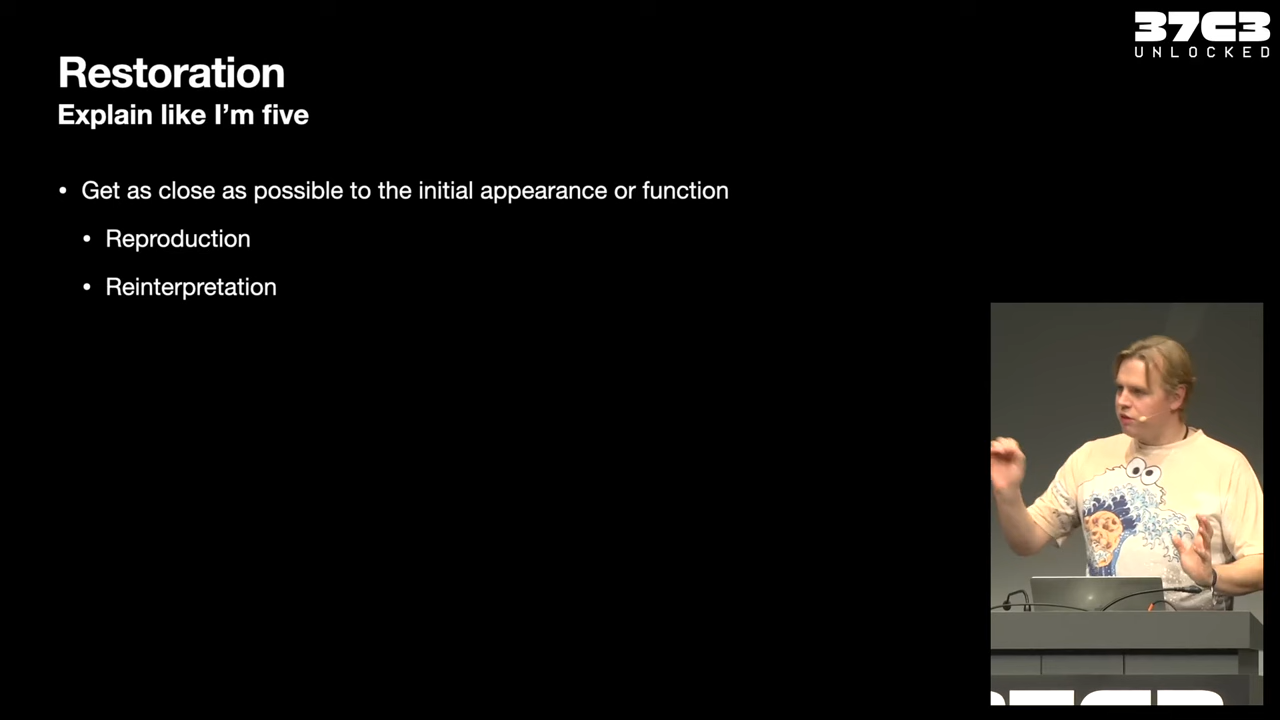 37C3
UNLOCKED
Restoration
Explain like I'm five
• Get as close as possible to the initial appearance or function
• Reproduction
• Reinterpretation